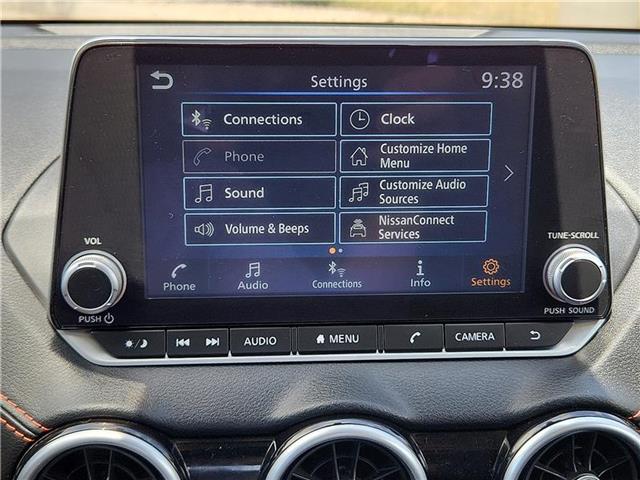 Settings
9:38
Connections
Clock
Phone
Customize Home
Menu
Sound
Customize Audio
Sources
Volume & Beeps
NissanConnect
Services
Phone
Audio
Connections
Info
Settings
VOL
PUSH
TUNE·SCROLL
PUSH SOUND
AUDIO
MENU
CAMERA